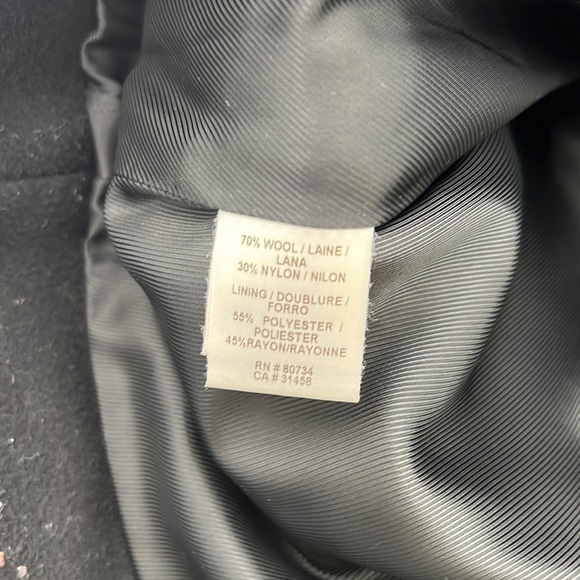 70% WOOL / LAINE /
LANA
30% NYLON / NILON
LINING / DOUBLURE /
FORRO
55% POLYESTER /
POLIESTER
45%RAYON/RAYONNE
RN # 80734
CA # 31458